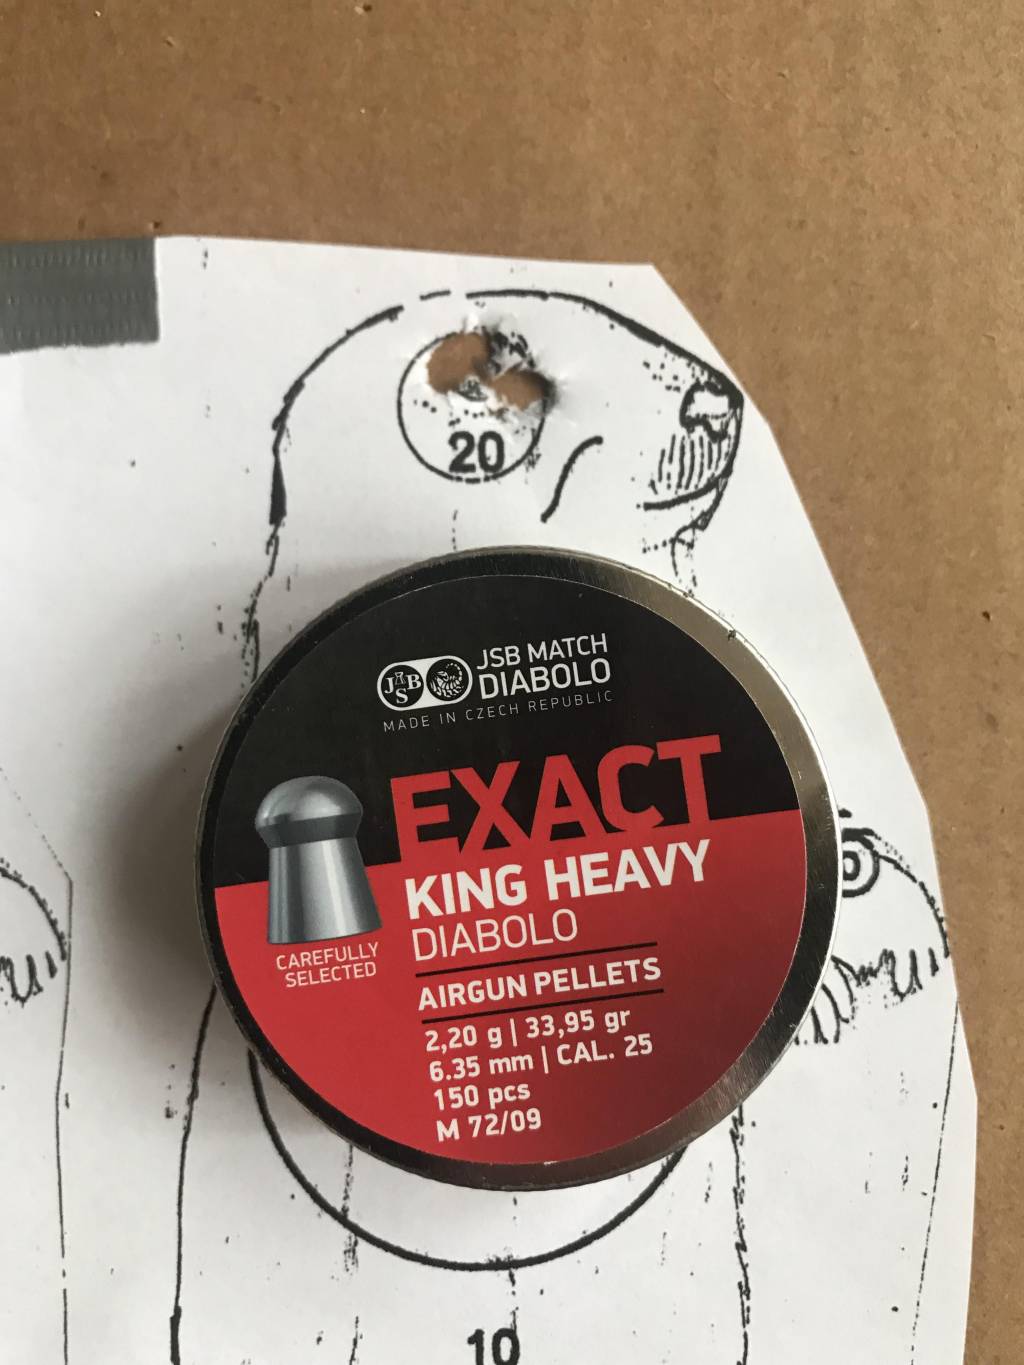 20
JSB
JSB MATCH
DIABOLO
MADE IN CZECH REPUBLIC
EXACT
KING HEAVY
DIABOLO
CAREFULLY
SELECTED
AIRGUN PELLETS
2,20 g | 33,95 gr
6.35 mm | CAL. 25
150 pcs
M 72/09
10